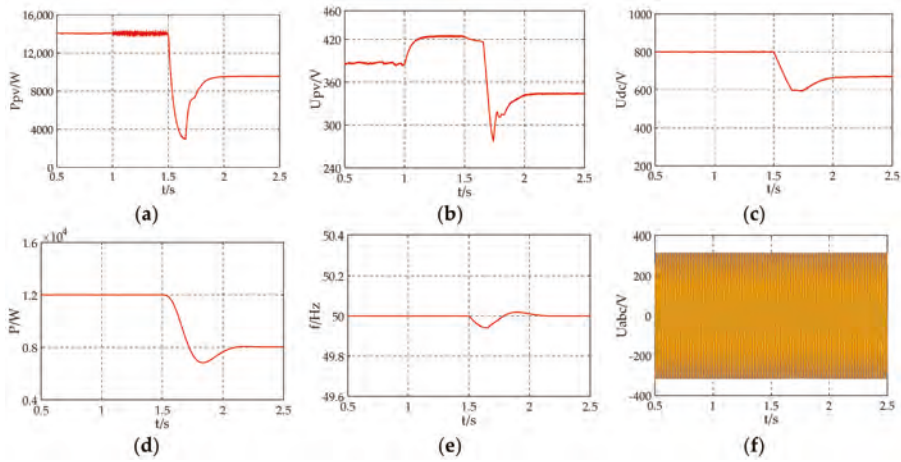 16,000
14,000
12,000
8000
4000
0
Ppv/W
0.5 1 1.5 2 2.5
t/s
(a)
420
360
300
240
Upv/V
0.5 1 1.5 2 2.5
t/s
(b)
1000
800
600
400
200
Udc/V
0.5 1 1.5 2 2.5
t/s
(c)
×10⁴
1.6
1.2
0.8
0.4
P/W
0.5 1 1.5 2 2.5
t/s
(d)
50.4
50.2
50
49.8
49.6
f/Hz
0.5 1 1.5 2 2.5
t/s
(e)
400
200
0
-200
-400
Uabc/V
0.5 1 1.5 2 2.5
t/s
(f)